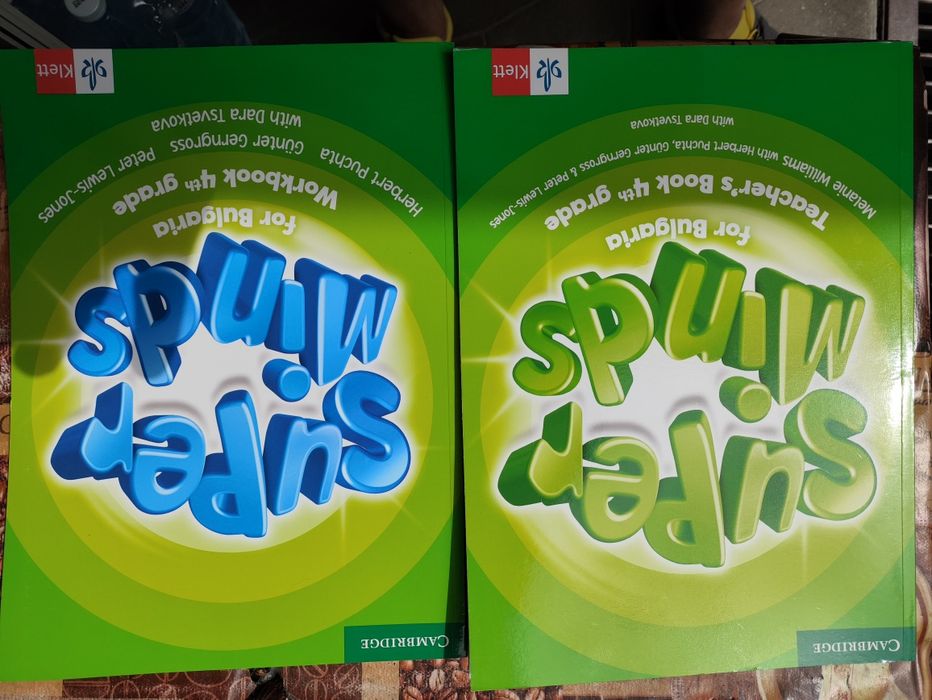 CAMBRIDGE
Super
Minds
for Bulgaria
Workbook 4th grade
Herbert Puchta Günter Gerngross Peter Lewis-Jones
with Dara Tsvetkova
Klett
CAMBRIDGE
Super
Minds
for Bulgaria
Teacher's Book 4th grade
Melanie Williams with Herbert Puchta, Günter Gerngross & Peter Lewis-Jones
with Dara Tsvetkova
Klett